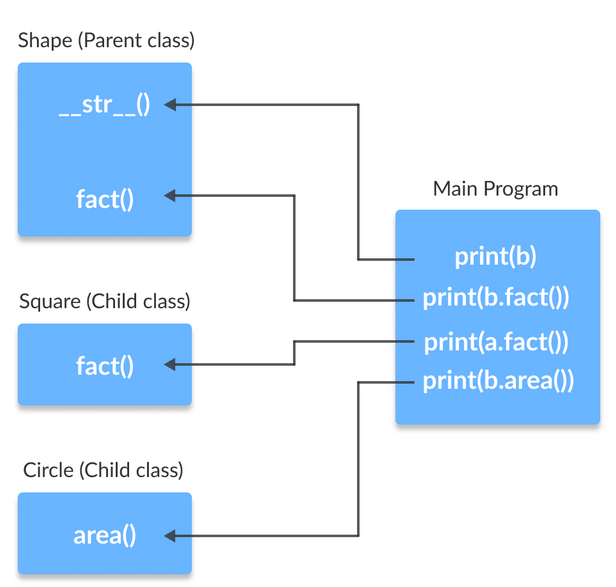 Shape (Parent class)
__str__()
fact()
Main Program
print(b)
print(b.fact())
print(a.fact())
print(b.area())
Square (Child class)
fact()
Circle (Child class)
area()